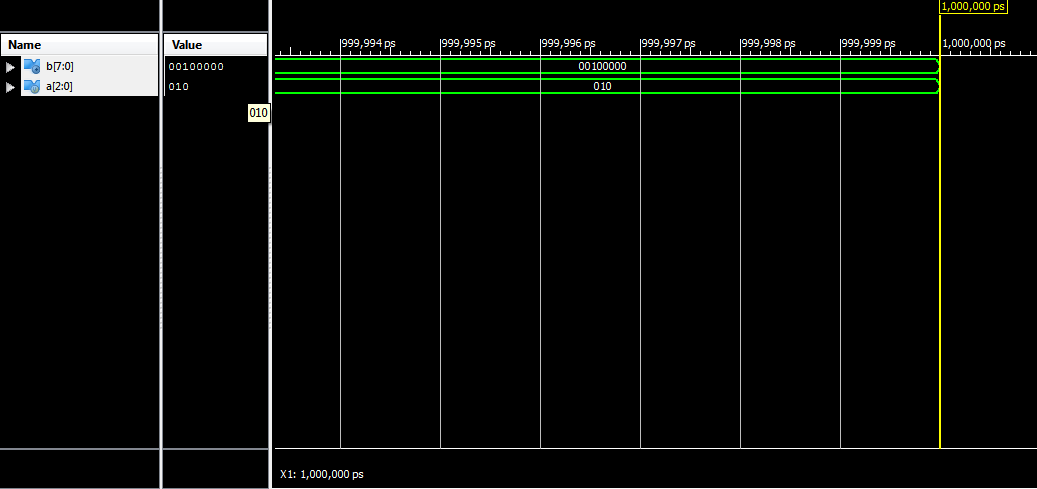 1,000,000 ps
Name Value
999,994 ps 999,995 ps 999,996 ps 999,997 ps 999,998 ps 999,999 ps 1,000,000 ps
b[7:0] 00100000 00100000
a[2:0] 010 010
010
X1: 1,000,000 ps